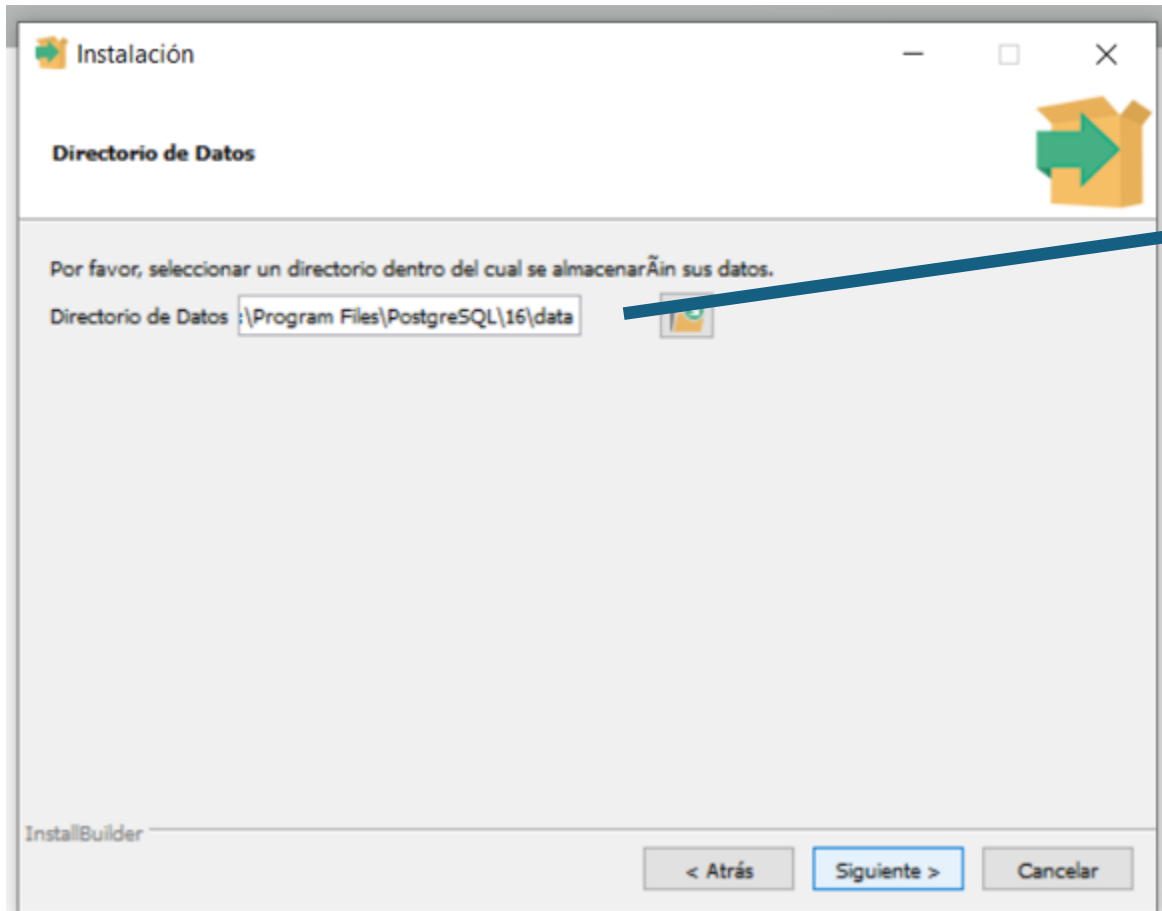 Instalación
Directorio de Datos
Por favor, seleccionar un directorio dentro del cual se almacenarÃin sus datos.
Directorio de Datos :\Program Files\PostgreSQL\16\data
InstallBuilder
< Atrás Siguiente > Cancelar